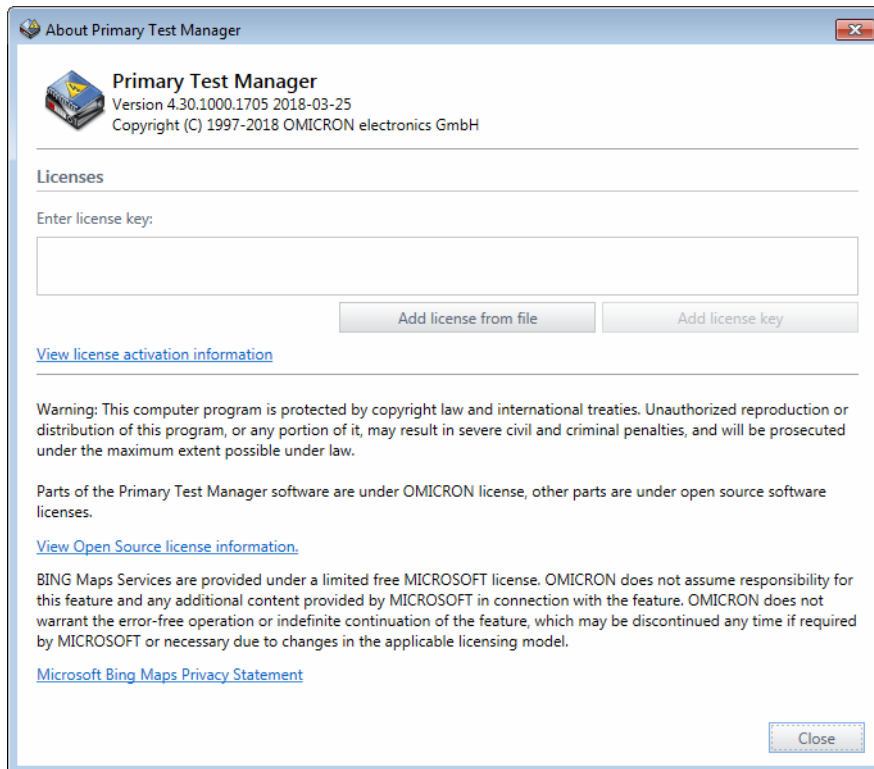 About Primary Test Manager
Primary Test Manager
Version 4.30.1000.1705 2018-03-25
Copyright (C) 1997-2018 OMICRON electronics GmbH
Licenses
Enter license key:
Add license from file
Add license key
View license activation information
Warning: This computer program is protected by copyright law and international treaties. Unauthorized reproduction or
distribution of this program, or any portion of it, may result in severe civil and criminal penalties, and will be prosecuted
under the maximum extent possible under law.
Parts of the Primary Test Manager software are under OMICRON license, other parts are under open source software
licenses.
View Open Source license information.
BING Maps Services are provided under a limited free MICROSOFT license. OMICRON does not assume responsibility for
this feature and any additional content provided by MICROSOFT in connection with the feature. OMICRON does not
warrant the error-free operation or indefinite continuation of the feature, which may be discontinued any time if required
by MICROSOFT or necessary due to changes in the applicable licensing model.
Microsoft Bing Maps Privacy Statement
Close